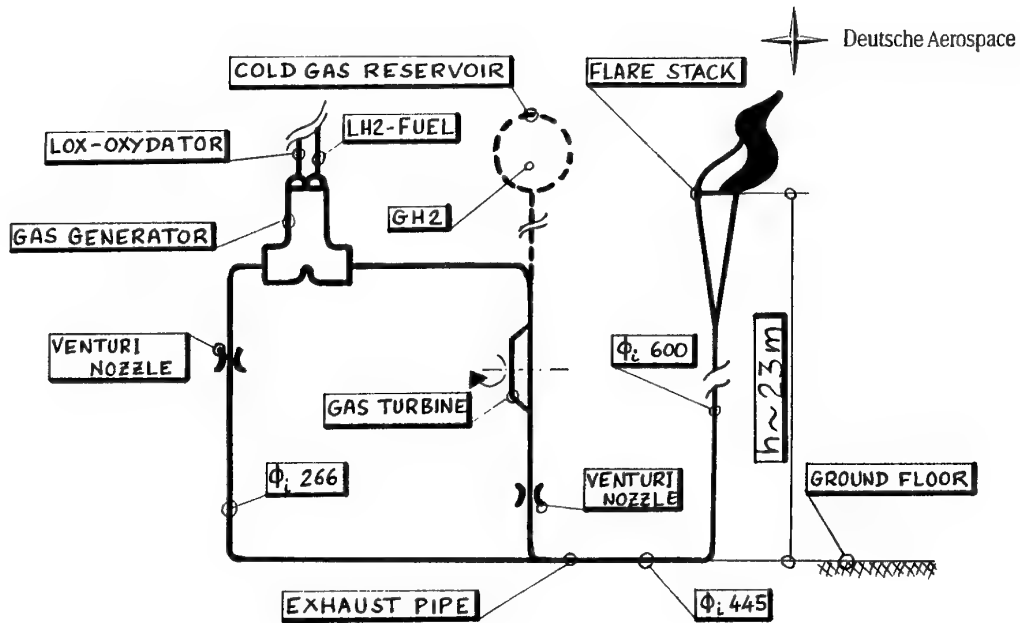 Deutsche Aerospace
COLD GAS RESERVOIR
FLARE STACK
LH2-FUEL
LOX-OXYDATOR
GH2
GAS GENERATOR
VENTURI
NOZZLE
ϕi 600
h~23m
GAS TURBINE
ϕi 266
VENTURI
NOZZLE
GROUND FLOOR
EXHAUST PIPE
ϕi 445